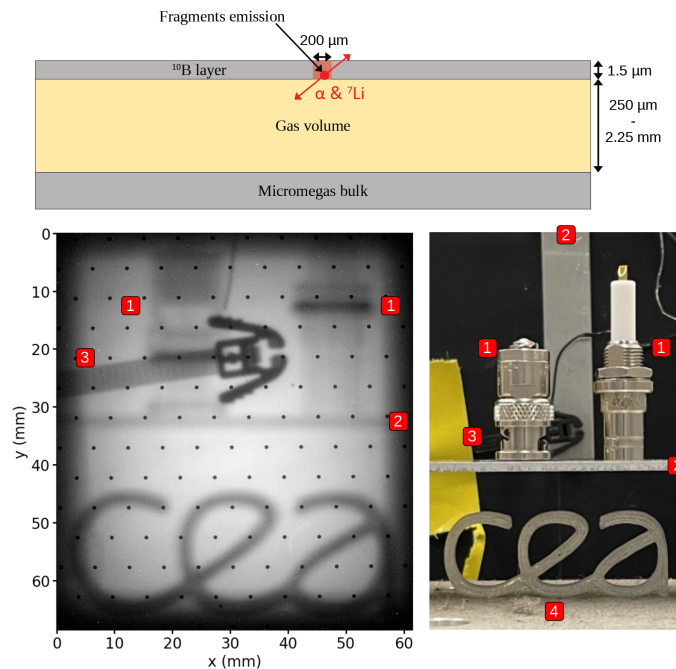 Fragments emission
200 µm
¹⁰B layer
1.5 µm
α & ⁷Li
250 µm
-
2.25 mm
Gas volume
Micromegas bulk
0
10
20
30
40
50
60
y (mm)
0
10
20
30
40
50
60
x (mm)
1
1
3
2
cea
2
1
1
3
2
cea
4